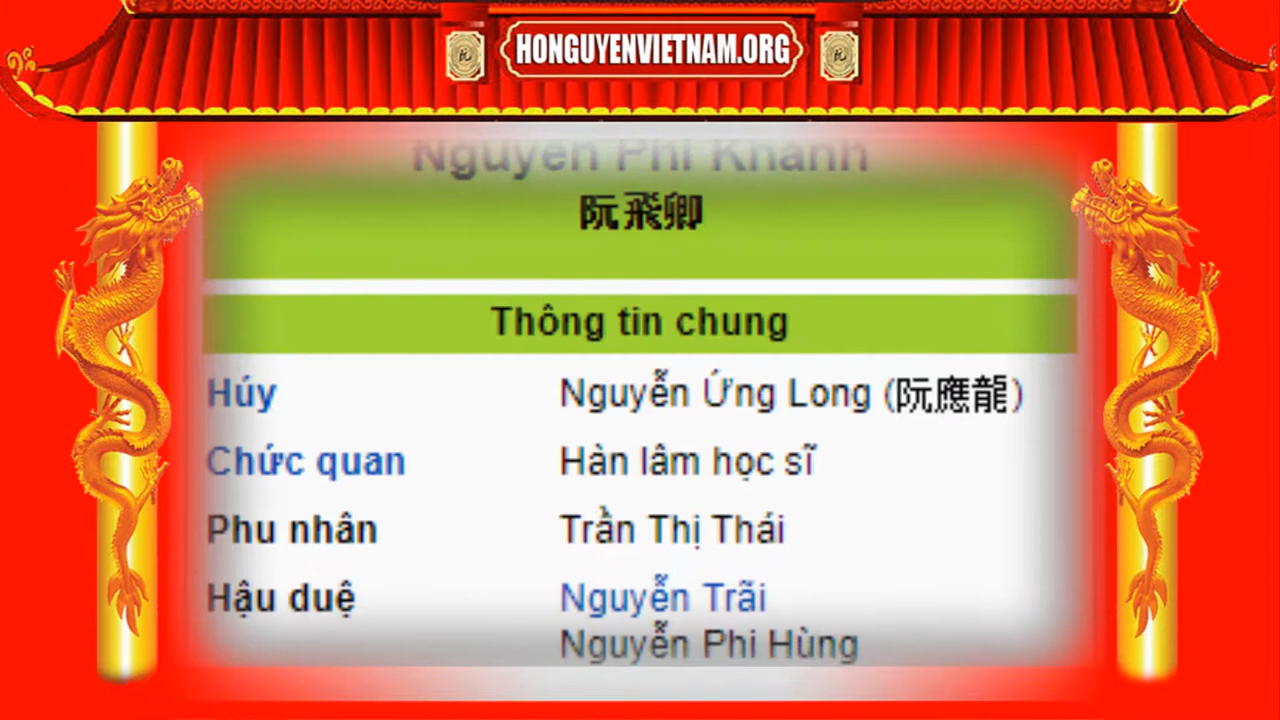 HONGUYENVIETNAM.ORG
Nguyễn Phi Khanh
阮飛卿
Thông tin chung
Húy Nguyễn Ứng Long (阮應龍)
Chức quan Hàn lâm học sĩ
Phu nhân Trần Thị Thái
Hậu duệ Nguyễn Trãi
Nguyễn Phi Hùng